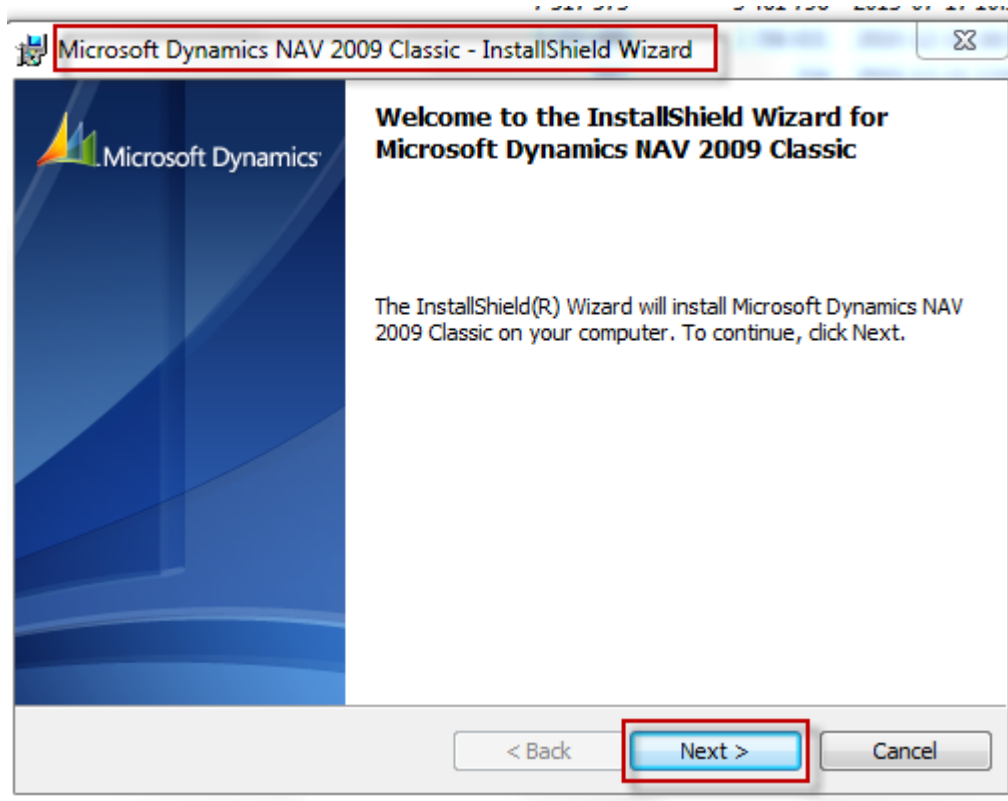 Microsoft Dynamics NAV 2009 Classic - InstallShield Wizard
Microsoft Dynamics
Welcome to the InstallShield Wizard for
Microsoft Dynamics NAV 2009 Classic
The InstallShield(R) Wizard will install Microsoft Dynamics NAV
2009 Classic on your computer. To continue, click Next.
< Back
Next >
Cancel